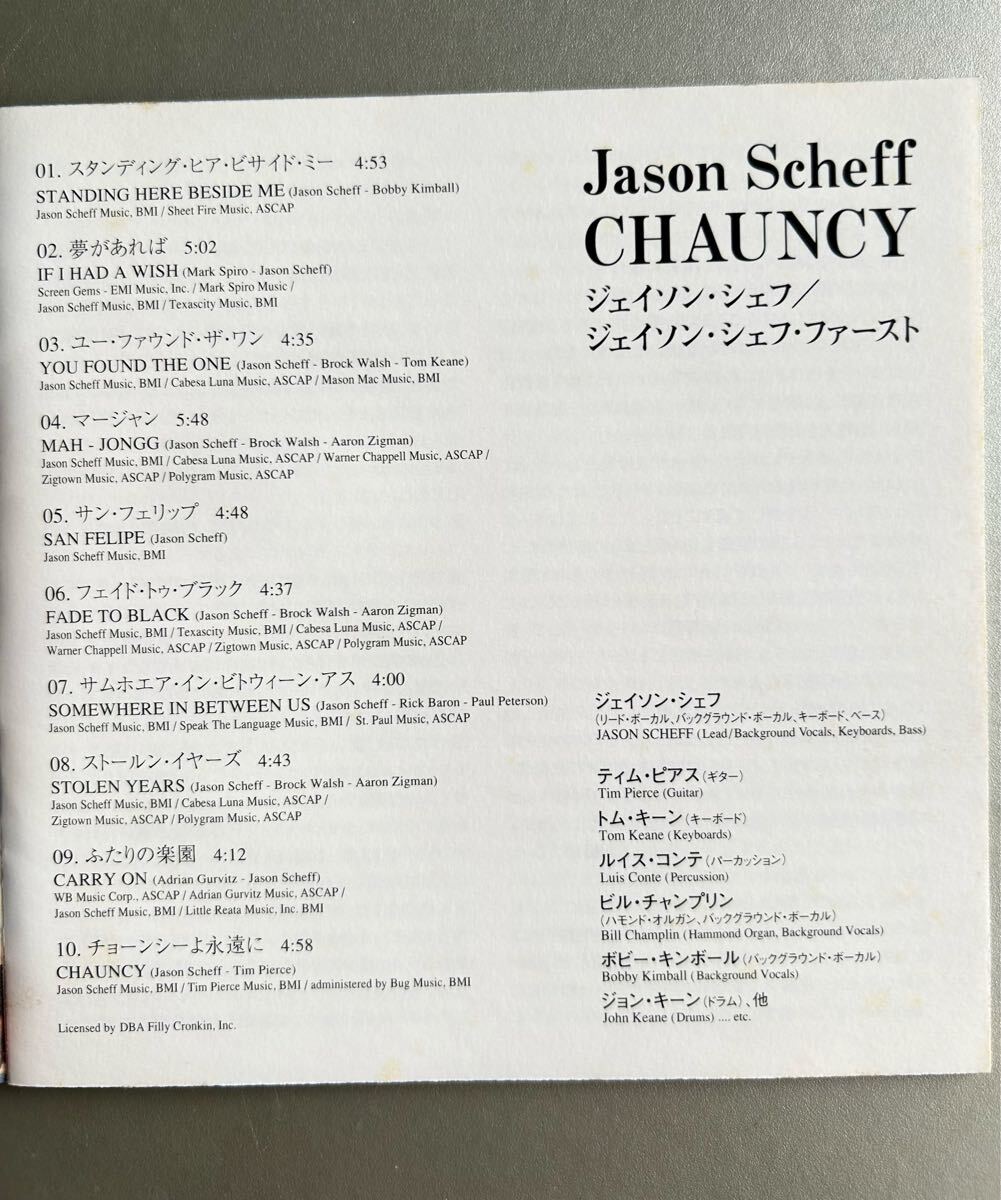 01. スタンディング・ヒア・ビサイド・ミー 4:53
STANDING HERE BESIDE ME (Jason Scheff - Bobby Kimball)
Jason Scheff Music, BMI / Sheet Fire Music, ASCAP
02. 夢があれば 5:02
IF I HAD A WISH (Mark Spiro - Jason Scheff)
Screen Gems - EMI Music, Inc. / Mark Spiro Music /
Jason Scheff Music, BMI / Texascity Music, BMI
03. ユー・ファウンド・ザ・ワン 4:35
YOU FOUND THE ONE (Jason Scheff - Brock Walsh - Tom Keane)
Jason Scheff Music, BMI / Cabesa Luna Music, ASCAP / Mason Mac Music, BMI
04. マージャン 5:48
MAH - JONGG (Jason Scheff - Brock Walsh - Aaron Zigman)
Jason Scheff Music, BMI / Cabesa Luna Music, ASCAP / Warner Chappell Music, ASCAP /
Zigtown Music, ASCAP / Polygram Music, ASCAP
05. サン・フェリップ 4:48
SAN FELIPE (Jason Scheff)
Jason Scheff Music, BMI
06. フェイド・トゥ・ブラック 4:37
FADE TO BLACK (Jason Scheff - Brock Walsh - Aaron Zigman)
Jason Scheff Music, BMI / Texascity Music, BMI / Cabesa Luna Music, ASCAP /
Warner Chappell Music, ASCAP / Zigtown Music, ASCAP / Polygram Music, ASCAP
07. サムホエア・イン・ビトウィーン・アス 4:00
SOMEWHERE IN BETWEEN US (Jason Scheff - Rick Baron - Paul Peterson)
Jason Scheff Music, BMI / Speak The Language Music, BMI / St. Paul Music, ASCAP
08. ストールン・イヤーズ 4:43
STOLEN YEARS (Jason Scheff - Brock Walsh - Aaron Zigman)
Jason Scheff Music, BMI / Cabesa Luna Music, ASCAP /
Zigtown Music, ASCAP / Polygram Music, ASCAP
09. ふたりの楽園 4:12
CARRY ON (Adrian Gurvitz - Jason Scheff)
WB Music Corp., ASCAP / Adrian Gurvitz Music, ASCAP /
Jason Scheff Music, BMI / Little Reata Music, Inc. BMI
10. チョーンシーよ永遠に 4:58
CHAUNCY (Jason Scheff - Tim Pierce)
Jason Scheff Music, BMI / Tim Pierce Music, BMI / administered by Bug Music, BMI
Licensed by DBA Filly Cronkin, Inc.
Jason Scheff
CHAUNCY
ジェイソン・シェフ/
ジェイソン・シェフ・ファースト
ジェイソン・シェフ
(リード・ボーカル、バックグラウンド・ボーカル、キーボード、ベース)
JASON SCHEFF (Lead/Background Vocals, Keyboards, Bass)
ティム・ピアス(ギター)
Tim Pierce (Guitar)
トム・キーン(キーボード)
Tom Keane (Keyboards)
ルイス・コンテ(パーカッション)
Luis Conte (Percussion)
ビル・チャンプリン
(ハモンド・オルガン、バックグラウンド・ボーカル)
Bill Champlin (Hammond Organ, Background Vocals)
ボビー・キンボール(バックグラウンド・ボーカル)
Bobby Kimball (Background Vocals)
ジョン・キーン(ドラム)、他
John Keane (Drums) .... etc.